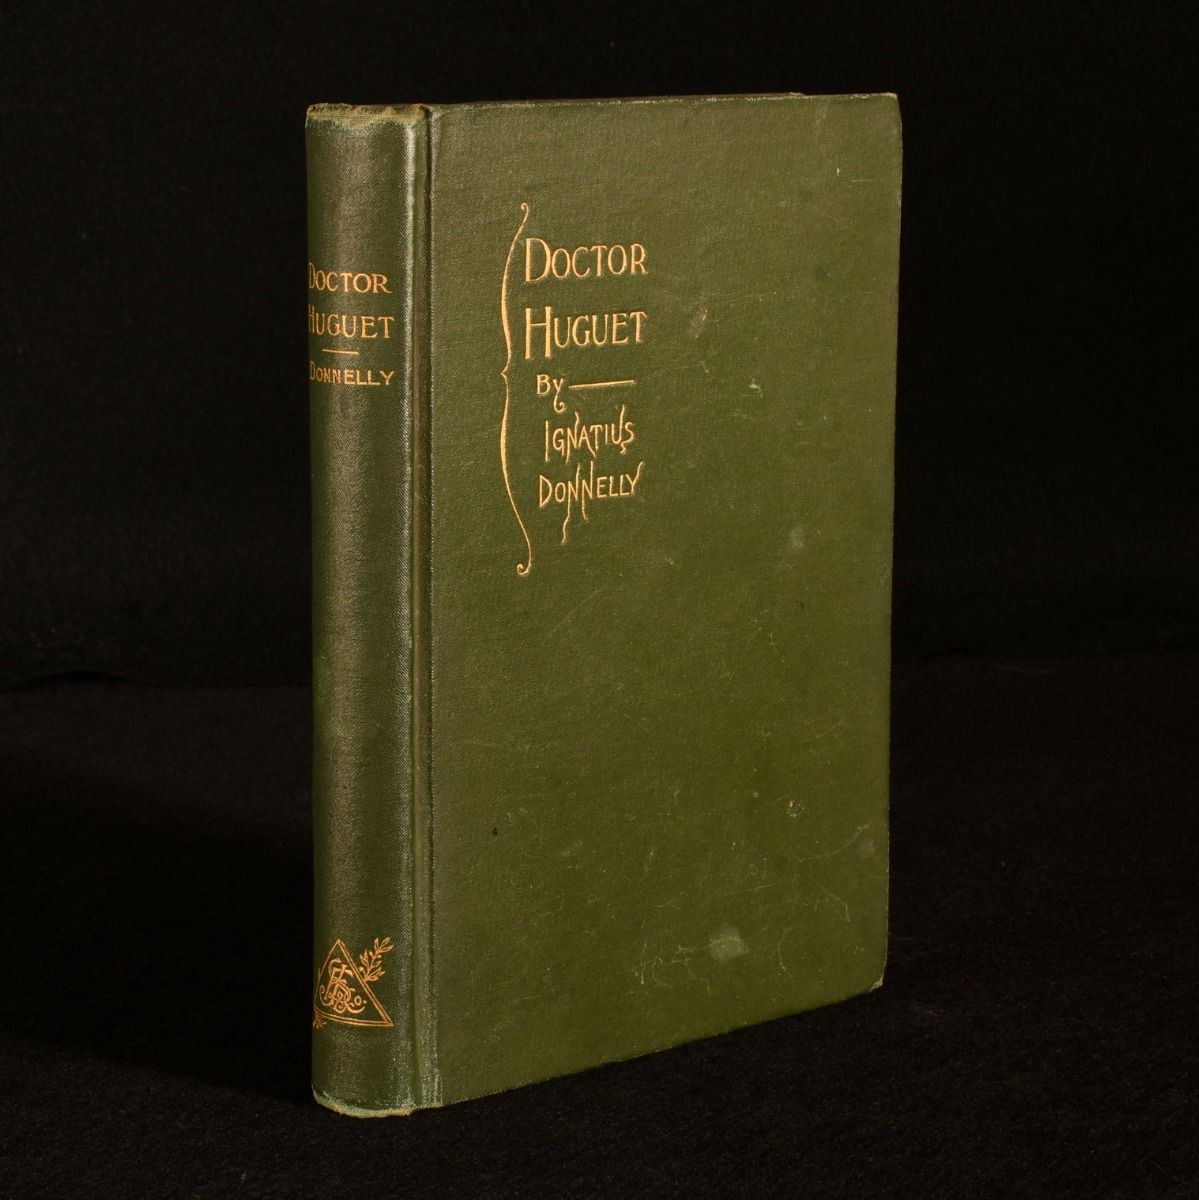 DOCTOR
HUGUET
DONNELLY
DOCTOR
HUGUET
By
IGNATIUS
DONNELLY